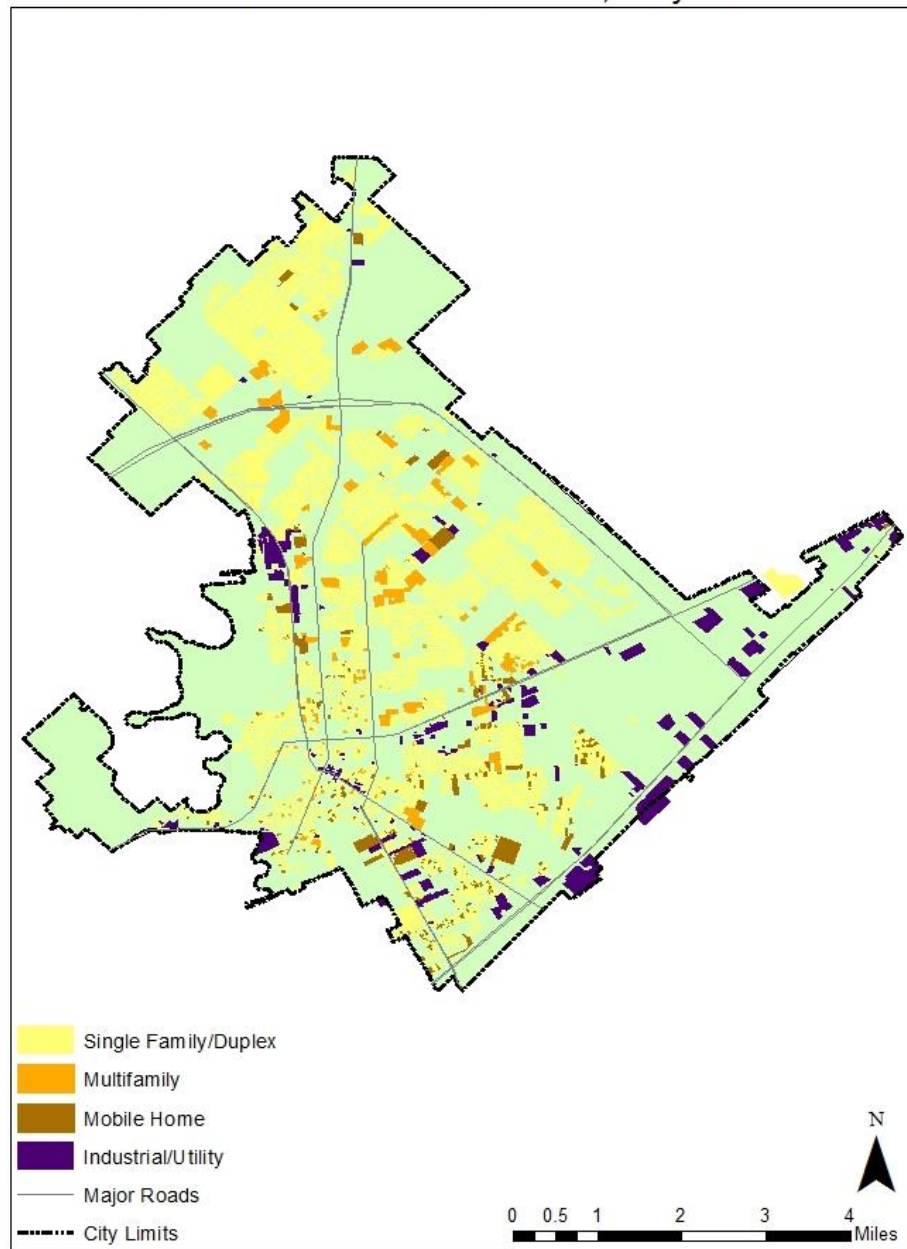 Single Family/Duplex
Multifamily
Mobile Home
Industrial/Utility
Major Roads
City Limits
N
0 0.5 1 2 3 4
Miles